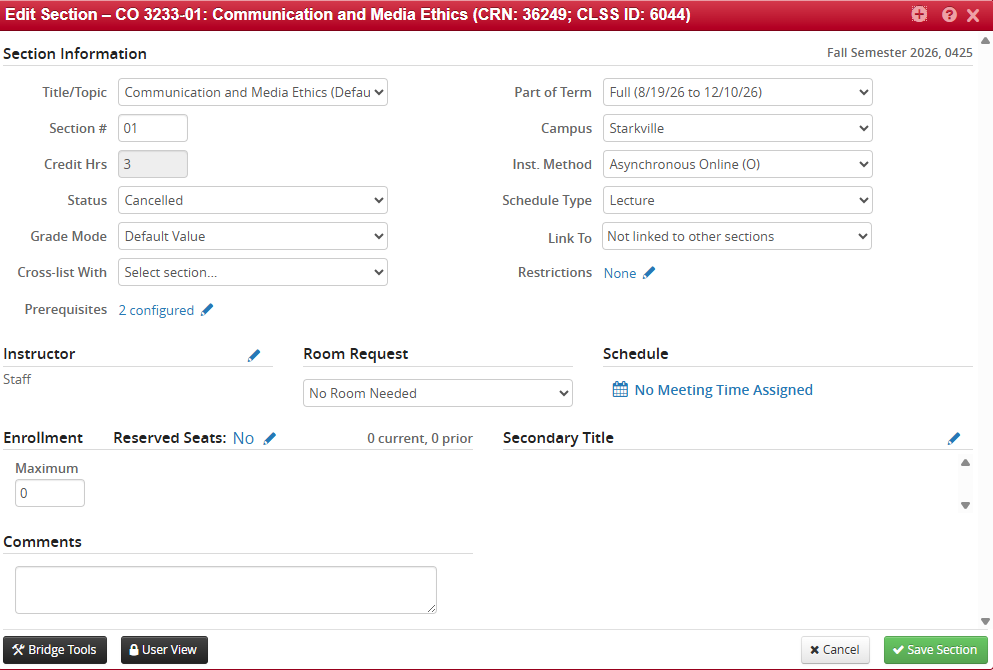 Edit Section – CO 3233-01: Communication and Media Ethics (CRN: 36249; CLSS ID: 6044)
Section Information
Fall Semester 2026, 0425
Title/Topic Communication and Media Ethics (Defau
Part of Term Full (8/19/26 to 12/10/26)
Section # 01
Campus Starkville
Credit Hrs 3
Inst. Method Asynchronous Online (O)
Status Cancelled
Schedule Type Lecture
Grade Mode Default Value
Link To Not linked to other sections
Cross-list With Select section...
Restrictions None
Prerequisites 2 configured
Instructor
Staff
Room Request
No Room Needed
Schedule
No Meeting Time Assigned
Enrollment Reserved Seats: No 0 current, 0 prior
Maximum
0
Secondary Title
Comments
Bridge Tools User View Cancel Save Section